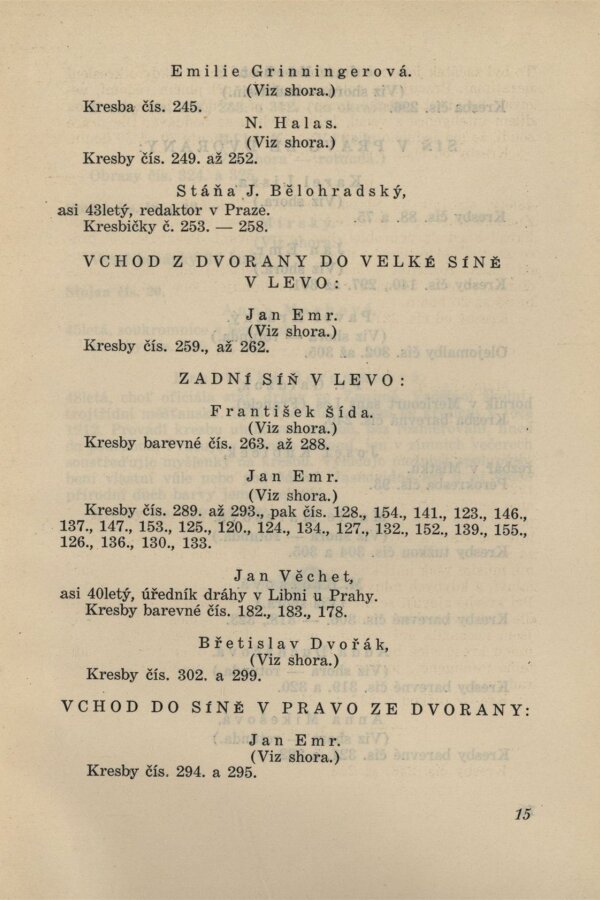 Emilie Grinningerová.
(Viz shora.)
Kresba čís. 245.
N. Halas.
(Viz shora.)
Kresby čís. 249. až 252.
Stáňa J. Bělohradský,
asi 43letý, redaktor v Praze.
Kresbičky č. 253. — 258.
VCHOD Z DVORANY DO VELKÉ SÍNĚ
V LEVO:
Jan Emr.
(Viz shora.)
Kresby čís. 259., až 262.
ZADNÍ SÍŇ V LEVO:
František Šída.
(Viz shora.)
Kresby barevné čís. 263. až 288.
Jan Emr.
(Viz shora.)
Kresby čís. 289. až 293., pak čís. 128., 154., 141., 123., 146.,
137., 147., 153., 125., 120., 124., 134., 127., 132., 152., 139., 155.,
126., 136., 130., 133.
Jan Věchet,
asi 40letý, úředník dráhy v Libni u Prahy.
Kresby barevné čís. 182., 183., 178.
Břetislav Dvořák,
(Viz shora.)
Kresby čís. 302. a 299.
VCHOD DO SÍNĚ V PRAVO ZE DVORANY:
Jan Emr.
(Viz shora.)
Kresby čís. 294. a 295.
15